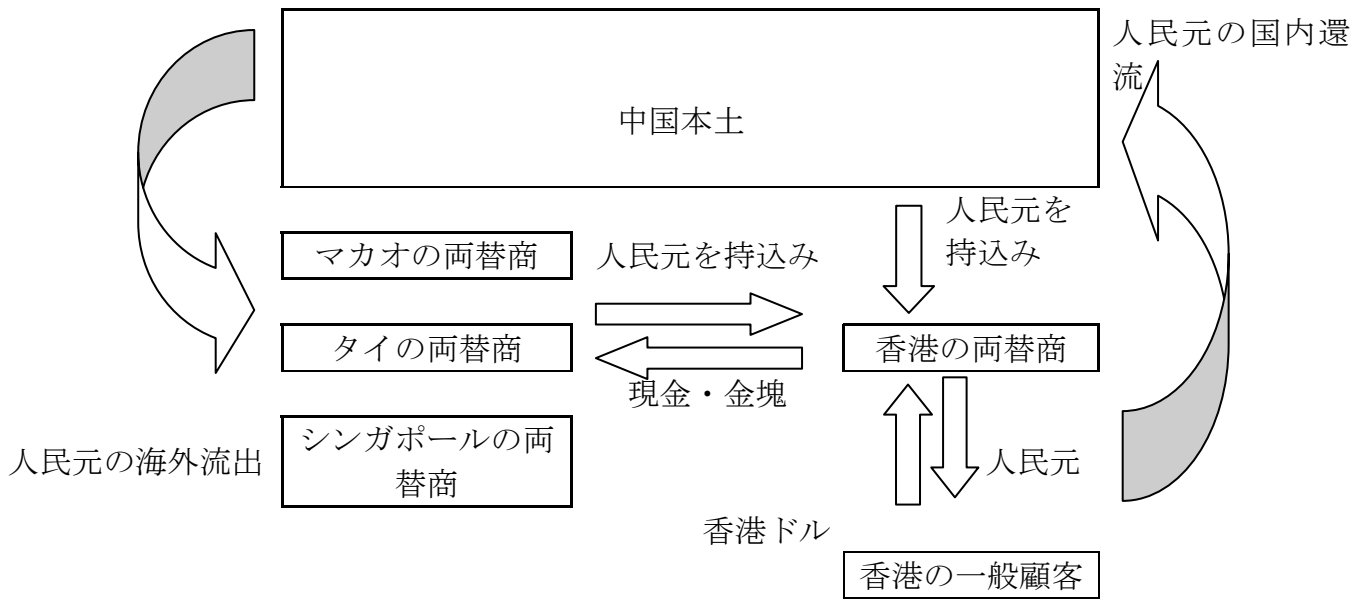 人民元の国内還
流
中国本土
人民元を
持込み
マカオの両替商
人民元を持込み
タイの両替商
香港の両替商
現金・金塊
シンガポールの両
替商
人民元の海外流出
人民元
香港ドル
香港の一般顧客